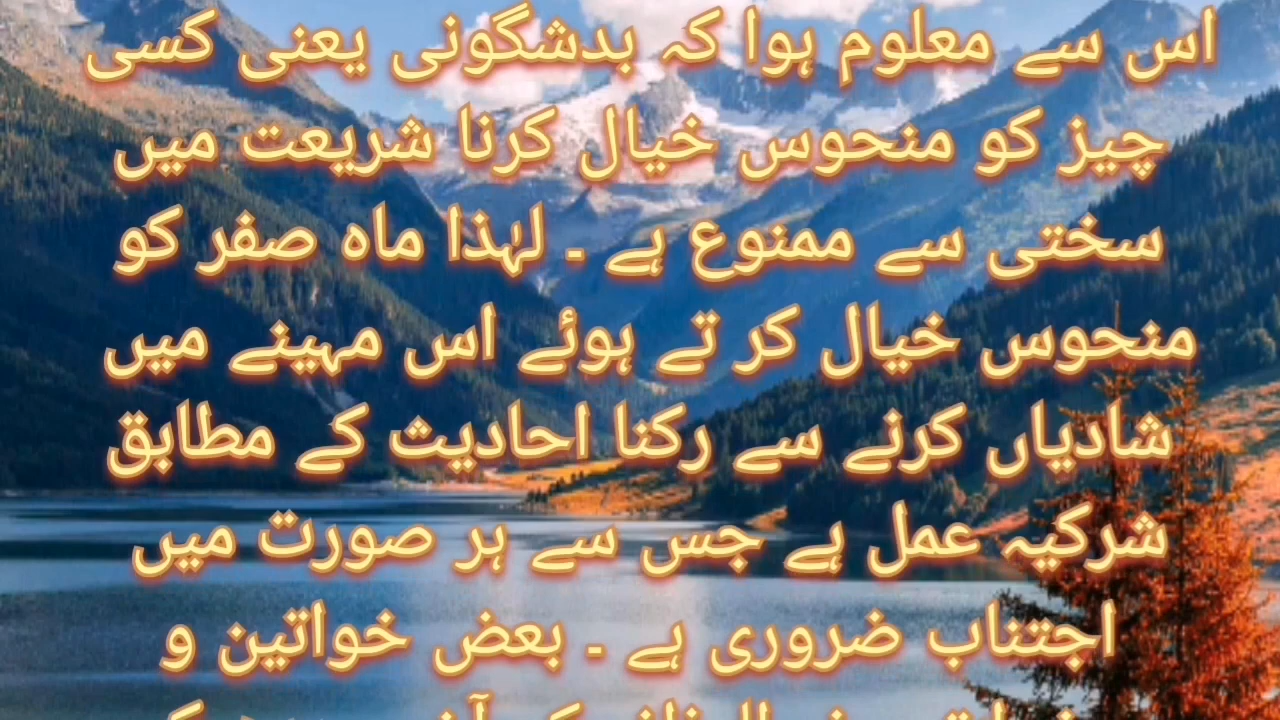 اس سے معلوم ہوا کہ بدشگونی یعنی کسی
چیز کو منحوس خیال کرنا شریعت میں
سختی سے ممنوع ہے ۔ لہٰذا ماہ صفر کو
منحوس خیال کر تے ہوئے اس مہینے میں
شادیاں کرنے سے رکنا احادیث کے مطابق
شرکیہ عمل ہے جس سے ہر صورت میں
اجتناب ضروری ہے ۔ بعض خواتین و